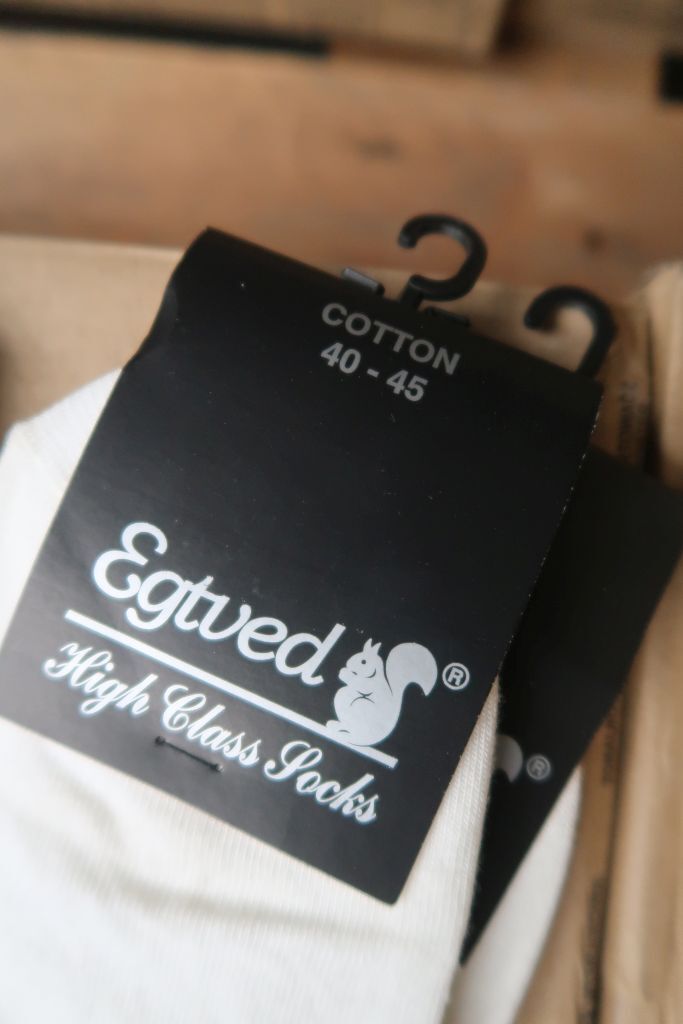 COTTON
40 - 45
Egtved ®
High Class Socks
®